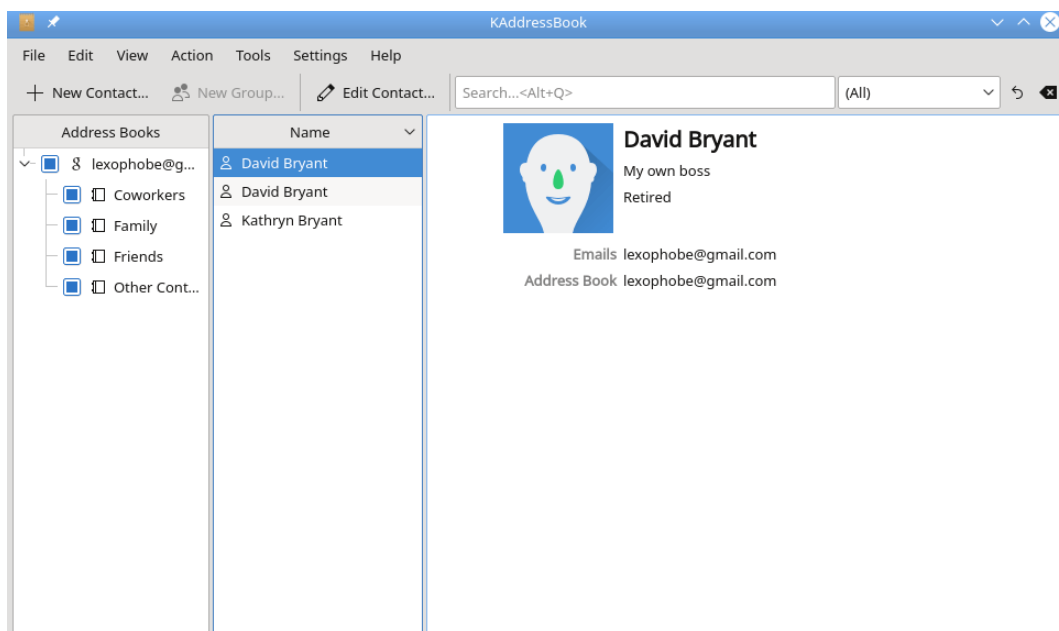 KAddressBook
File Edit View Action Tools Settings Help
New Contact... New Group... Edit Contact... Search...<Alt+Q> (All)
Address Books
lexophobe@g...
Coworkers
Family
Friends
Other Cont...
Name
David Bryant
David Bryant
Kathryn Bryant
David Bryant
My own boss
Retired
Emails lexophobe@gmail.com
Address Book lexophobe@gmail.com